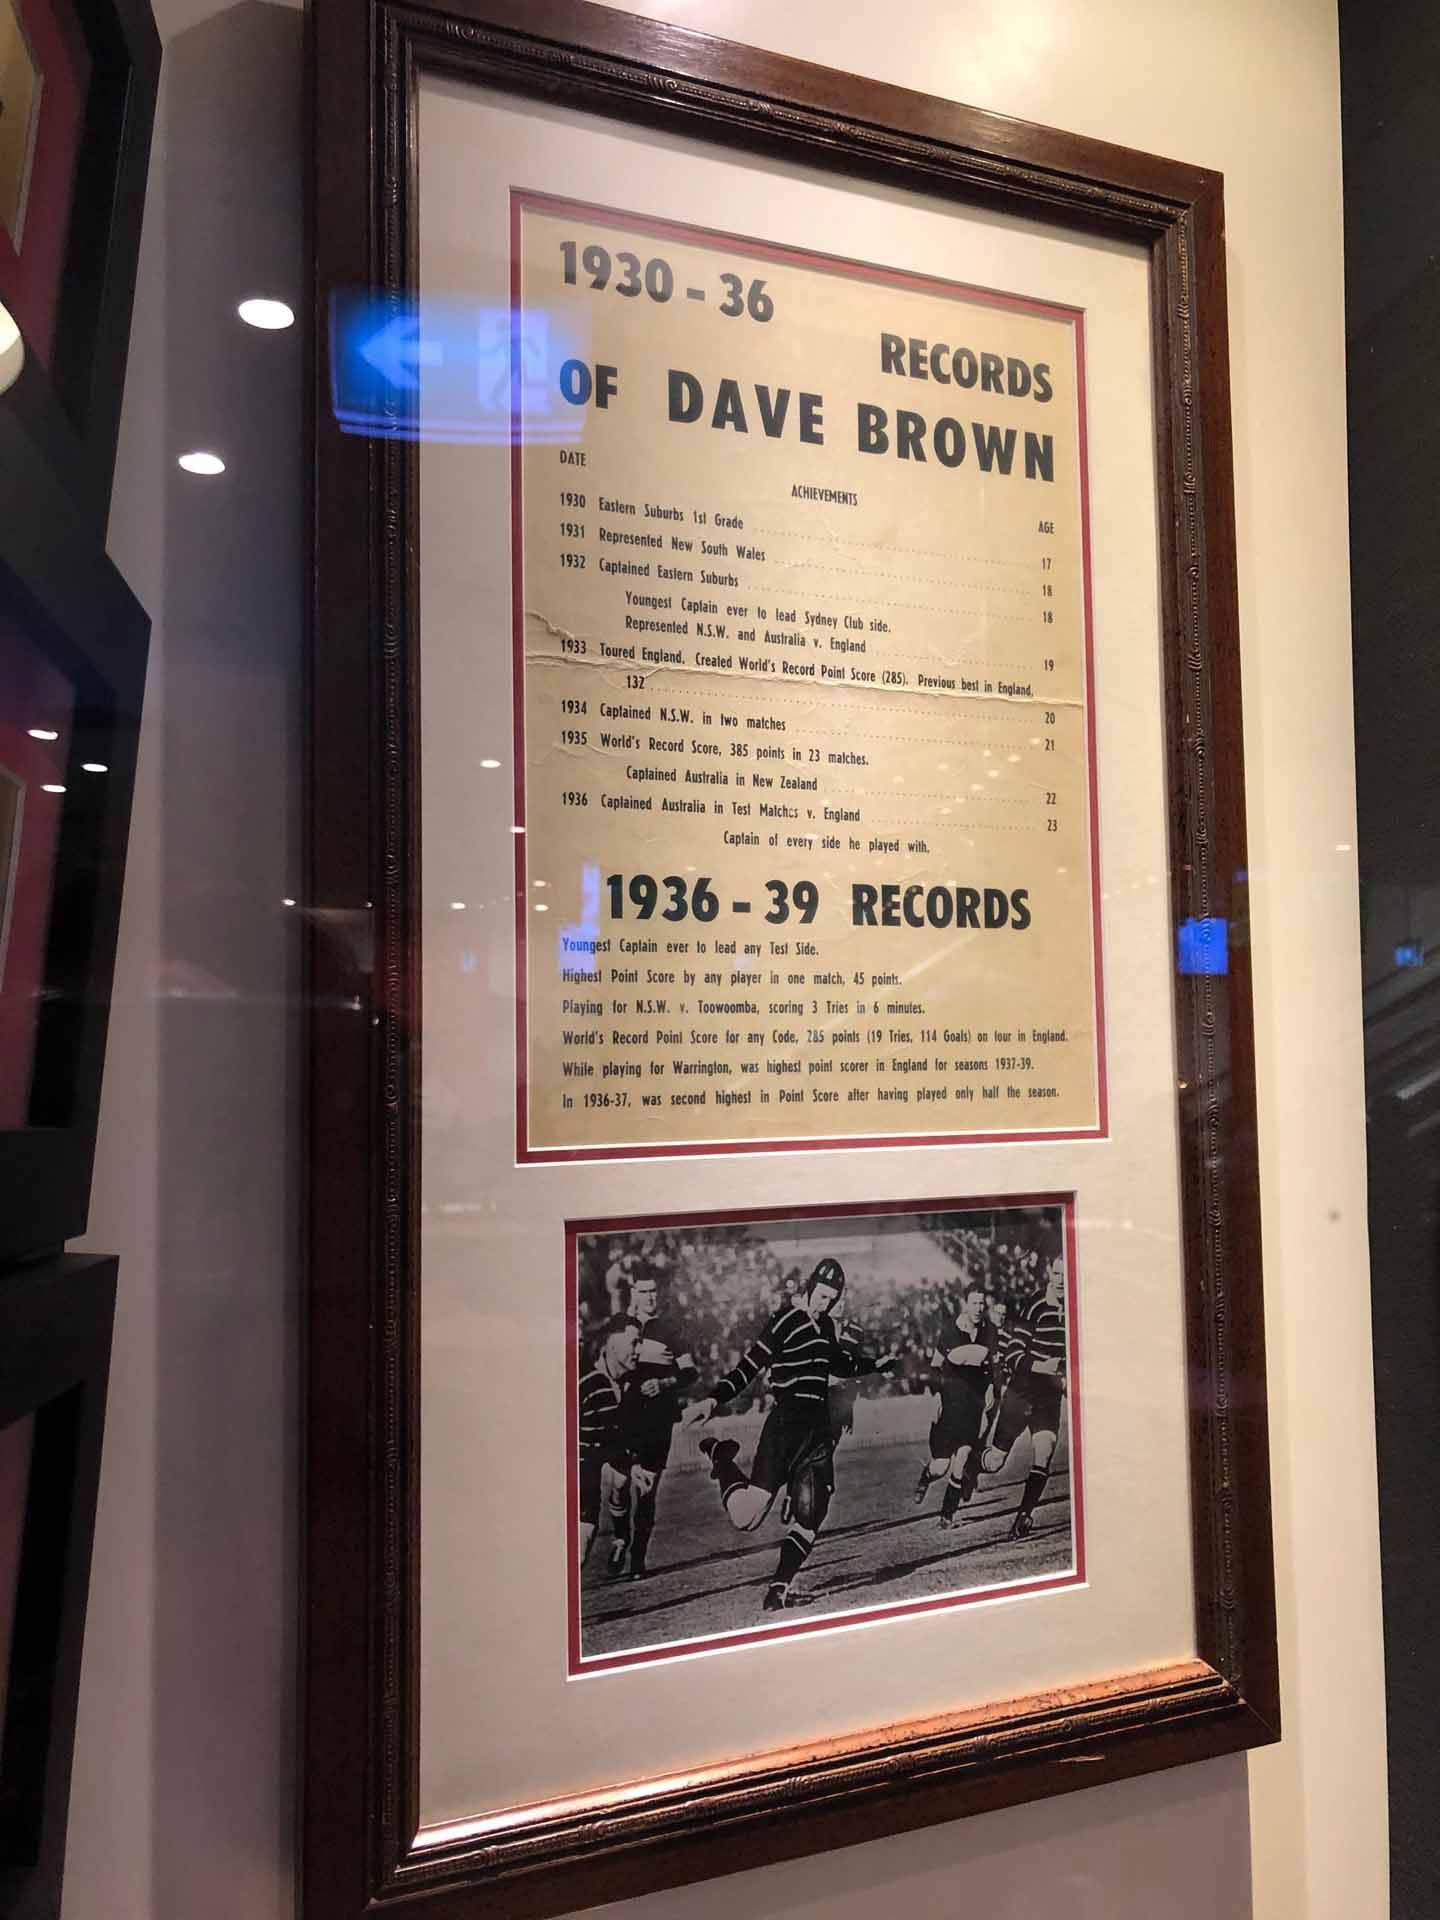 1930 - 36
RECORDS
OF DAVE BROWN
DATE
ACHIEVEMENTS
AGE
1930 Eastern Suburbs 1st Grade 17
1931 Represented New South Wales 18
1932 Captained Eastern Suburbs 18
Youngest Captain ever to lead Sydney Club side.
Represented N.S.W. and Australia v. England 19
1933 Toured England. Created World's Record Point Score (285). Previous best in England,
132 20
1934 Captained N.S.W. in two matches 21
1935 World's Record Score, 385 points in 23 matches.
Captained Australia in New Zealand 22
1936 Captained Australia in Test Matches v. England 23
Captain of every side he played with.
1936 - 39 RECORDS
Youngest Captain ever to lead any Test Side.
Highest Point Score by any player in one match, 45 points.
Playing for N.S.W. v. Toowoomba, scoring 3 Tries in 6 minutes.
World's Record Point Score for any Code, 285 points (19 Tries, 114 Goals) on tour in England.
While playing for Warrington, was highest point scorer in England for seasons 1937-39.
In 1936-37, was second highest in Point Score after having played only half the season.